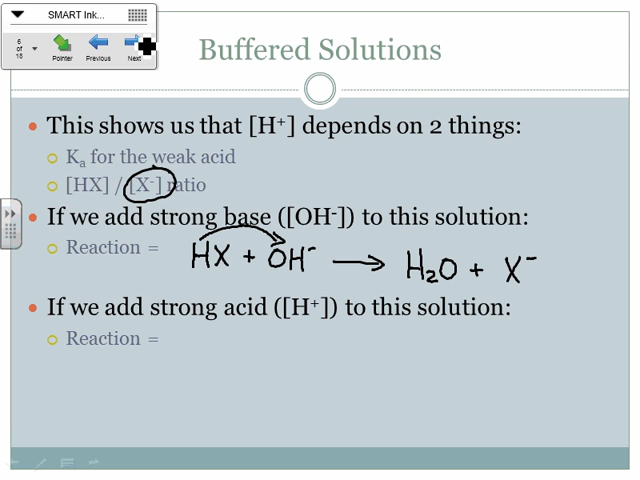 SMART Ink...
6
of
18
Pointer
Previous
Next
Buffered Solutions
• This shows us that [H⁺] depends on 2 things:
Kₐ for the weak acid
[HX] / [X⁻] ratio
• If we add strong base ([OH⁻]) to this solution:
Reaction = HX + OH⁻ → H₂O + X⁻
• If we add strong acid ([H⁺]) to this solution:
Reaction =